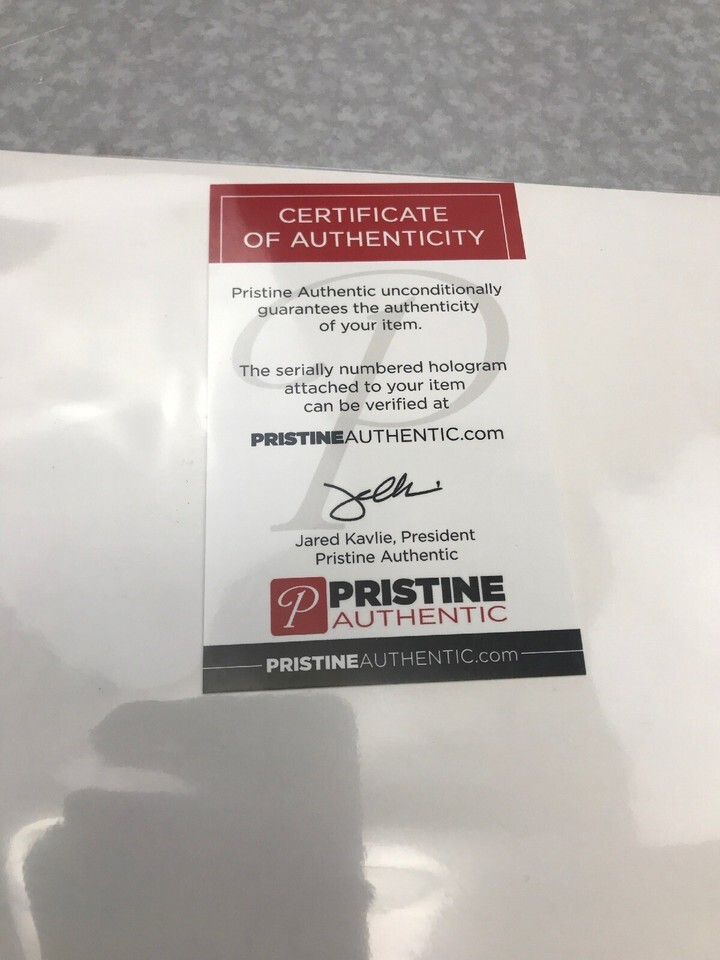 CERTIFICATE
OF AUTHENTICITY
Pristine Authentic unconditionally
guarantees the authenticity
of your item.
The serially numbered hologram
attached to your item
can be verified at
PRISTINEAUTHENTIC.com
Jared Kavlie, President
Pristine Authentic
P PRISTINE
AUTHENTIC
PRISTINEAUTHENTIC.com